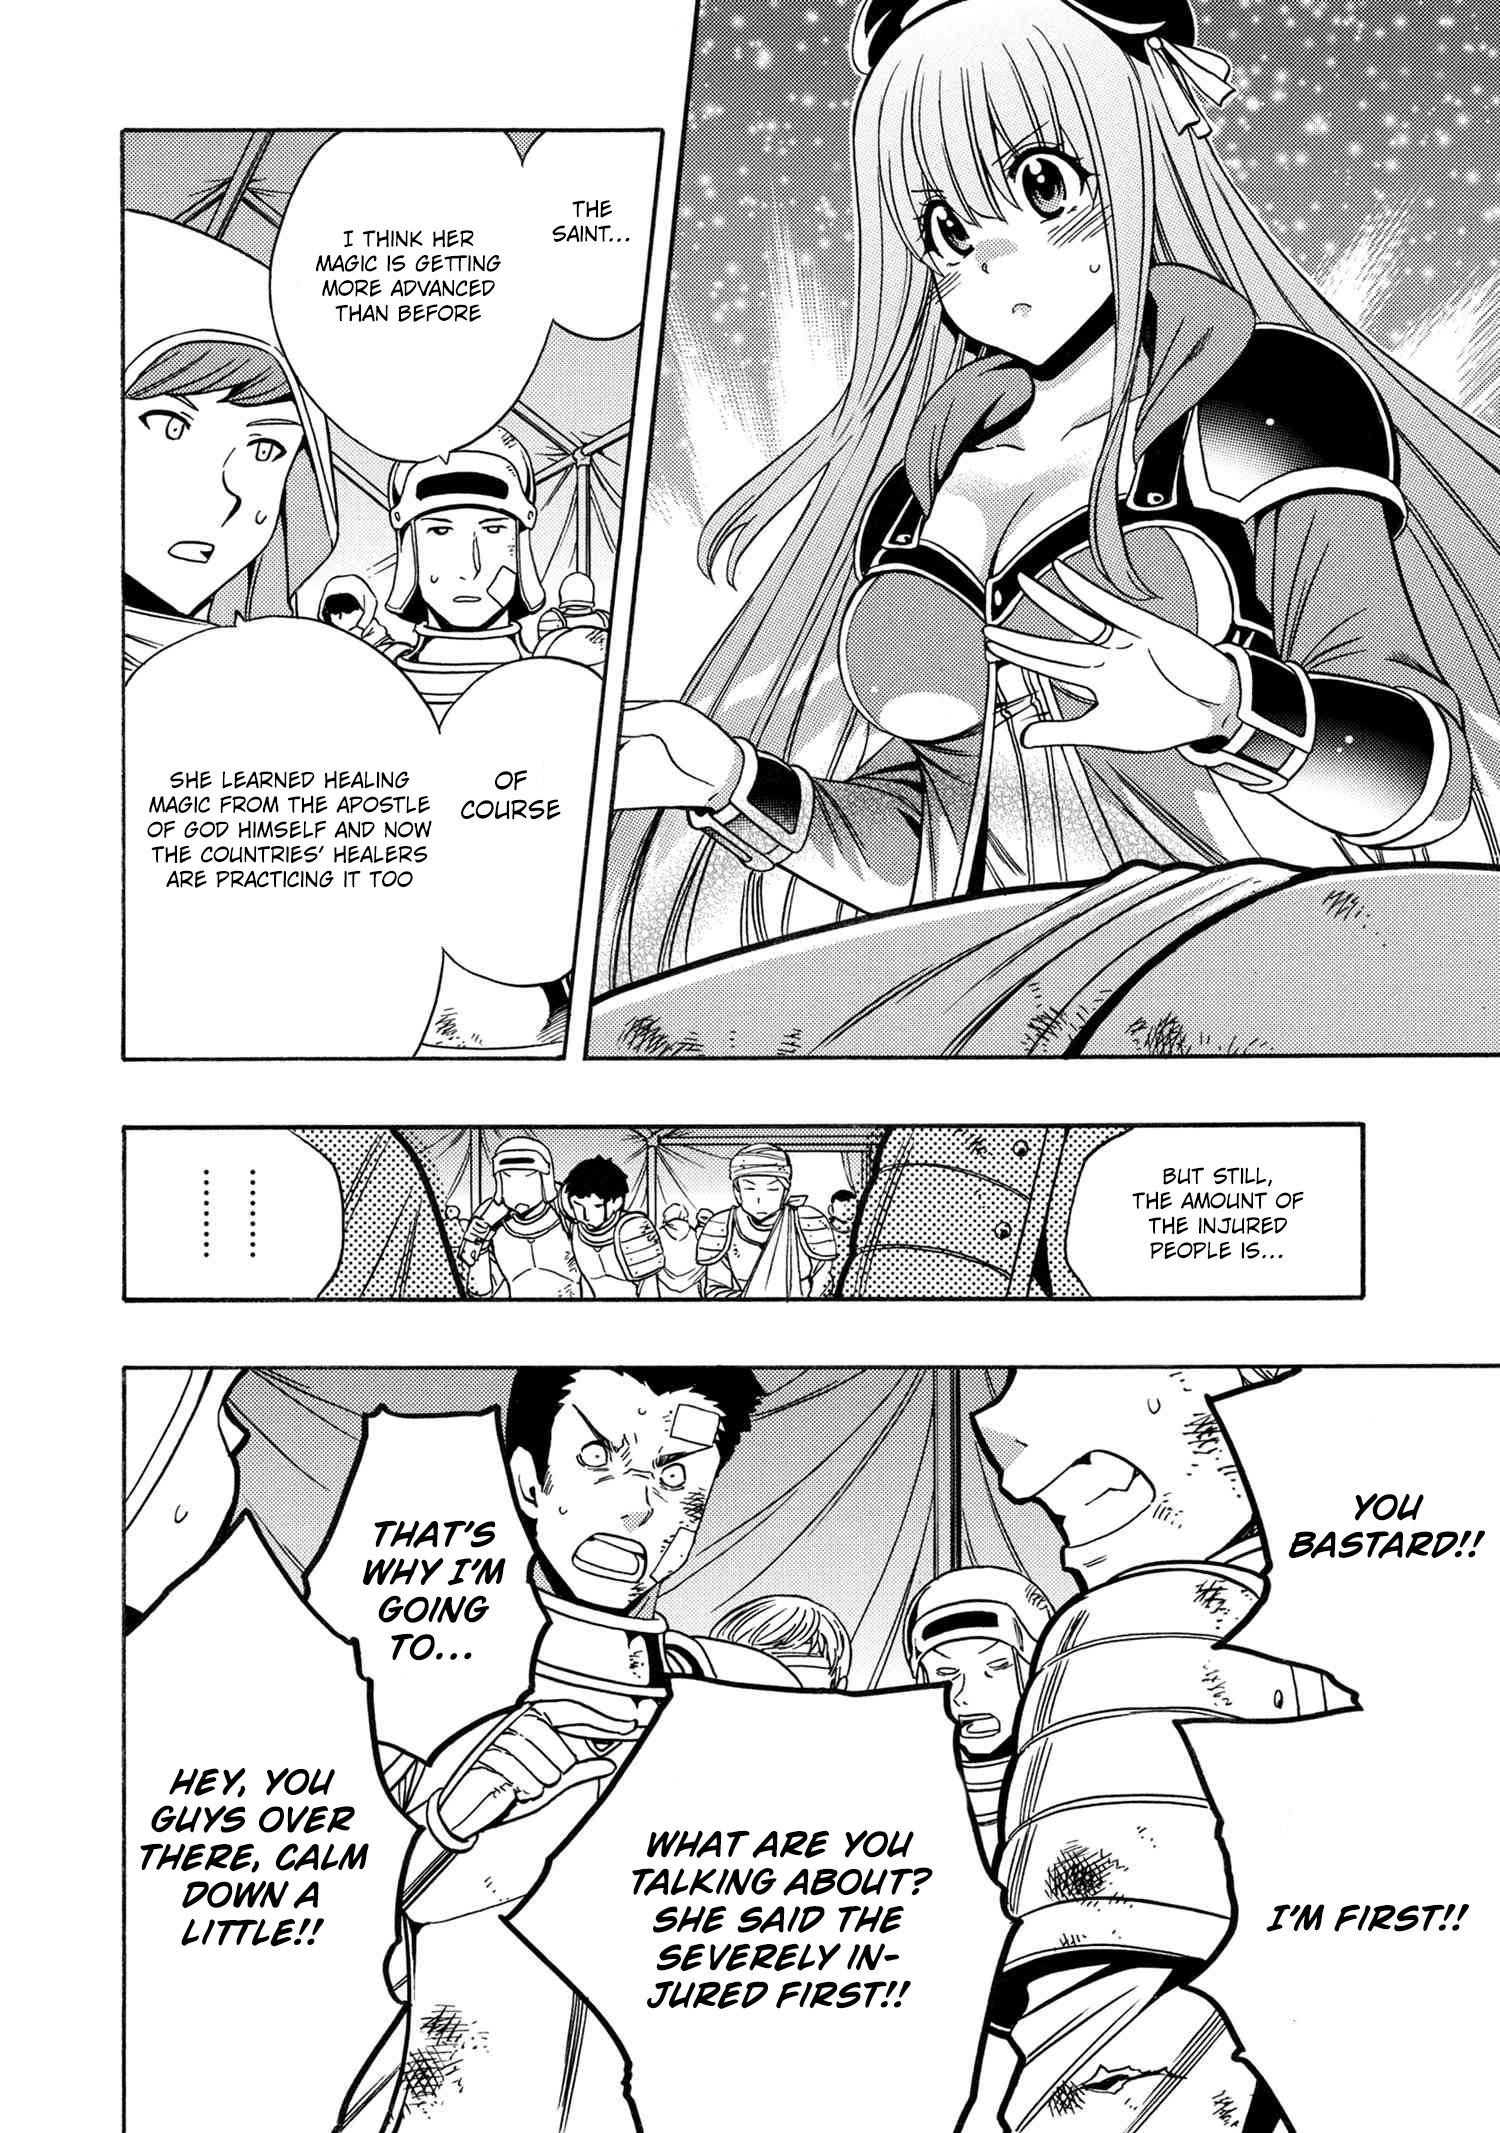 THE
SAINT...
I THINK HER
MAGIC IS GETTING
MORE ADVANCED
THAN BEFORE
OF
COURSE
SHE LEARNED HEALING
MAGIC FROM THE APOSTLE
OF GOD HIMSELF AND NOW
THE COUNTRIES' HEALERS
ARE PRACTICING IT TOO
BUT STILL,
THE AMOUNT OF
THE INJURED
PEOPLE IS...
......
......
YOU
BASTARD!!
I'M FIRST!!
WHAT ARE YOU
TALKING ABOUT?
SHE SAID THE
SEVERELY IN-
JURED FIRST!!
THAT'S
WHY I'M
GOING
TO...
HEY, YOU
GUYS OVER
THERE, CALM
DOWN A
LITTLE!!